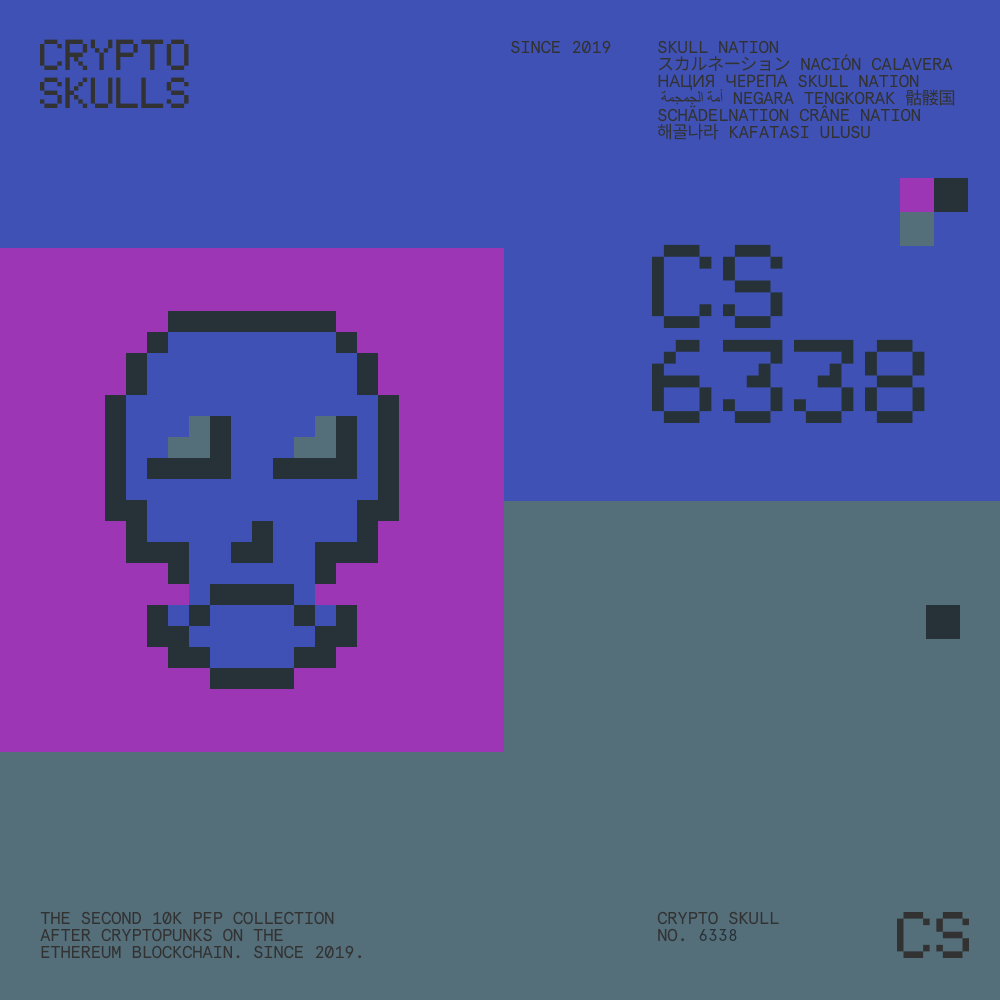 CRYPTO
SKULLS
SINCE 2019
SKULL NATION
スカルネーション NACIÓN CALAVERA
НАЦИЯ ЧЕРЕПА SKULL NATION
أمة الجمجمة NEGARA TENGKORAK 骷髅国
SCHÄDELNATION CRÂNE NATION
해골나라 KAFATASI ULUSU
CS
6338
THE SECOND 10K PFP COLLECTION
AFTER CRYPTOPUNKS ON THE
ETHEREUM BLOCKCHAIN. SINCE 2019.
CRYPTO SKULL
NO. 6338
CS